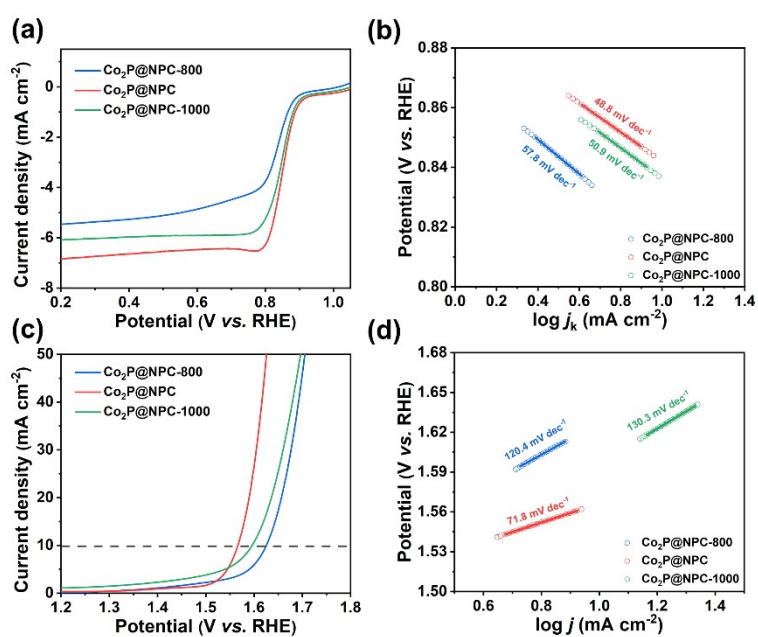 (a)
Co₂P@NPC-800
Co₂P@NPC
Co₂P@NPC-1000
Current density (mA cm⁻²)
0
-2
-4
-6
-8
0.2 0.4 0.6 0.8 1.0
Potential (V vs. RHE)
(b)
48.8 mV dec⁻¹
50.9 mV dec⁻¹
57.8 mV dec⁻¹
Co₂P@NPC-800
Co₂P@NPC
Co₂P@NPC-1000
Potential (V vs. RHE)
0.88
0.86
0.84
0.82
0.80
0.0 0.2 0.4 0.6 0.8 1.0 1.2 1.4
log jₖ (mA cm⁻²)
(c)
Co₂P@NPC-800
Co₂P@NPC
Co₂P@NPC-1000
Current density (mA cm⁻²)
50
40
30
20
10
0
1.2 1.3 1.4 1.5 1.6 1.7 1.8
Potential (V vs. RHE)
(d)
130.3 mV dec⁻¹
120.4 mV dec⁻¹
71.8 mV dec⁻¹
Co₂P@NPC-800
Co₂P@NPC
Co₂P@NPC-1000
Potential (V vs. RHE)
1.68
1.65
1.62
1.59
1.56
1.53
1.50
0.4 0.6 0.8 1.0 1.2 1.4
log j (mA cm⁻²)